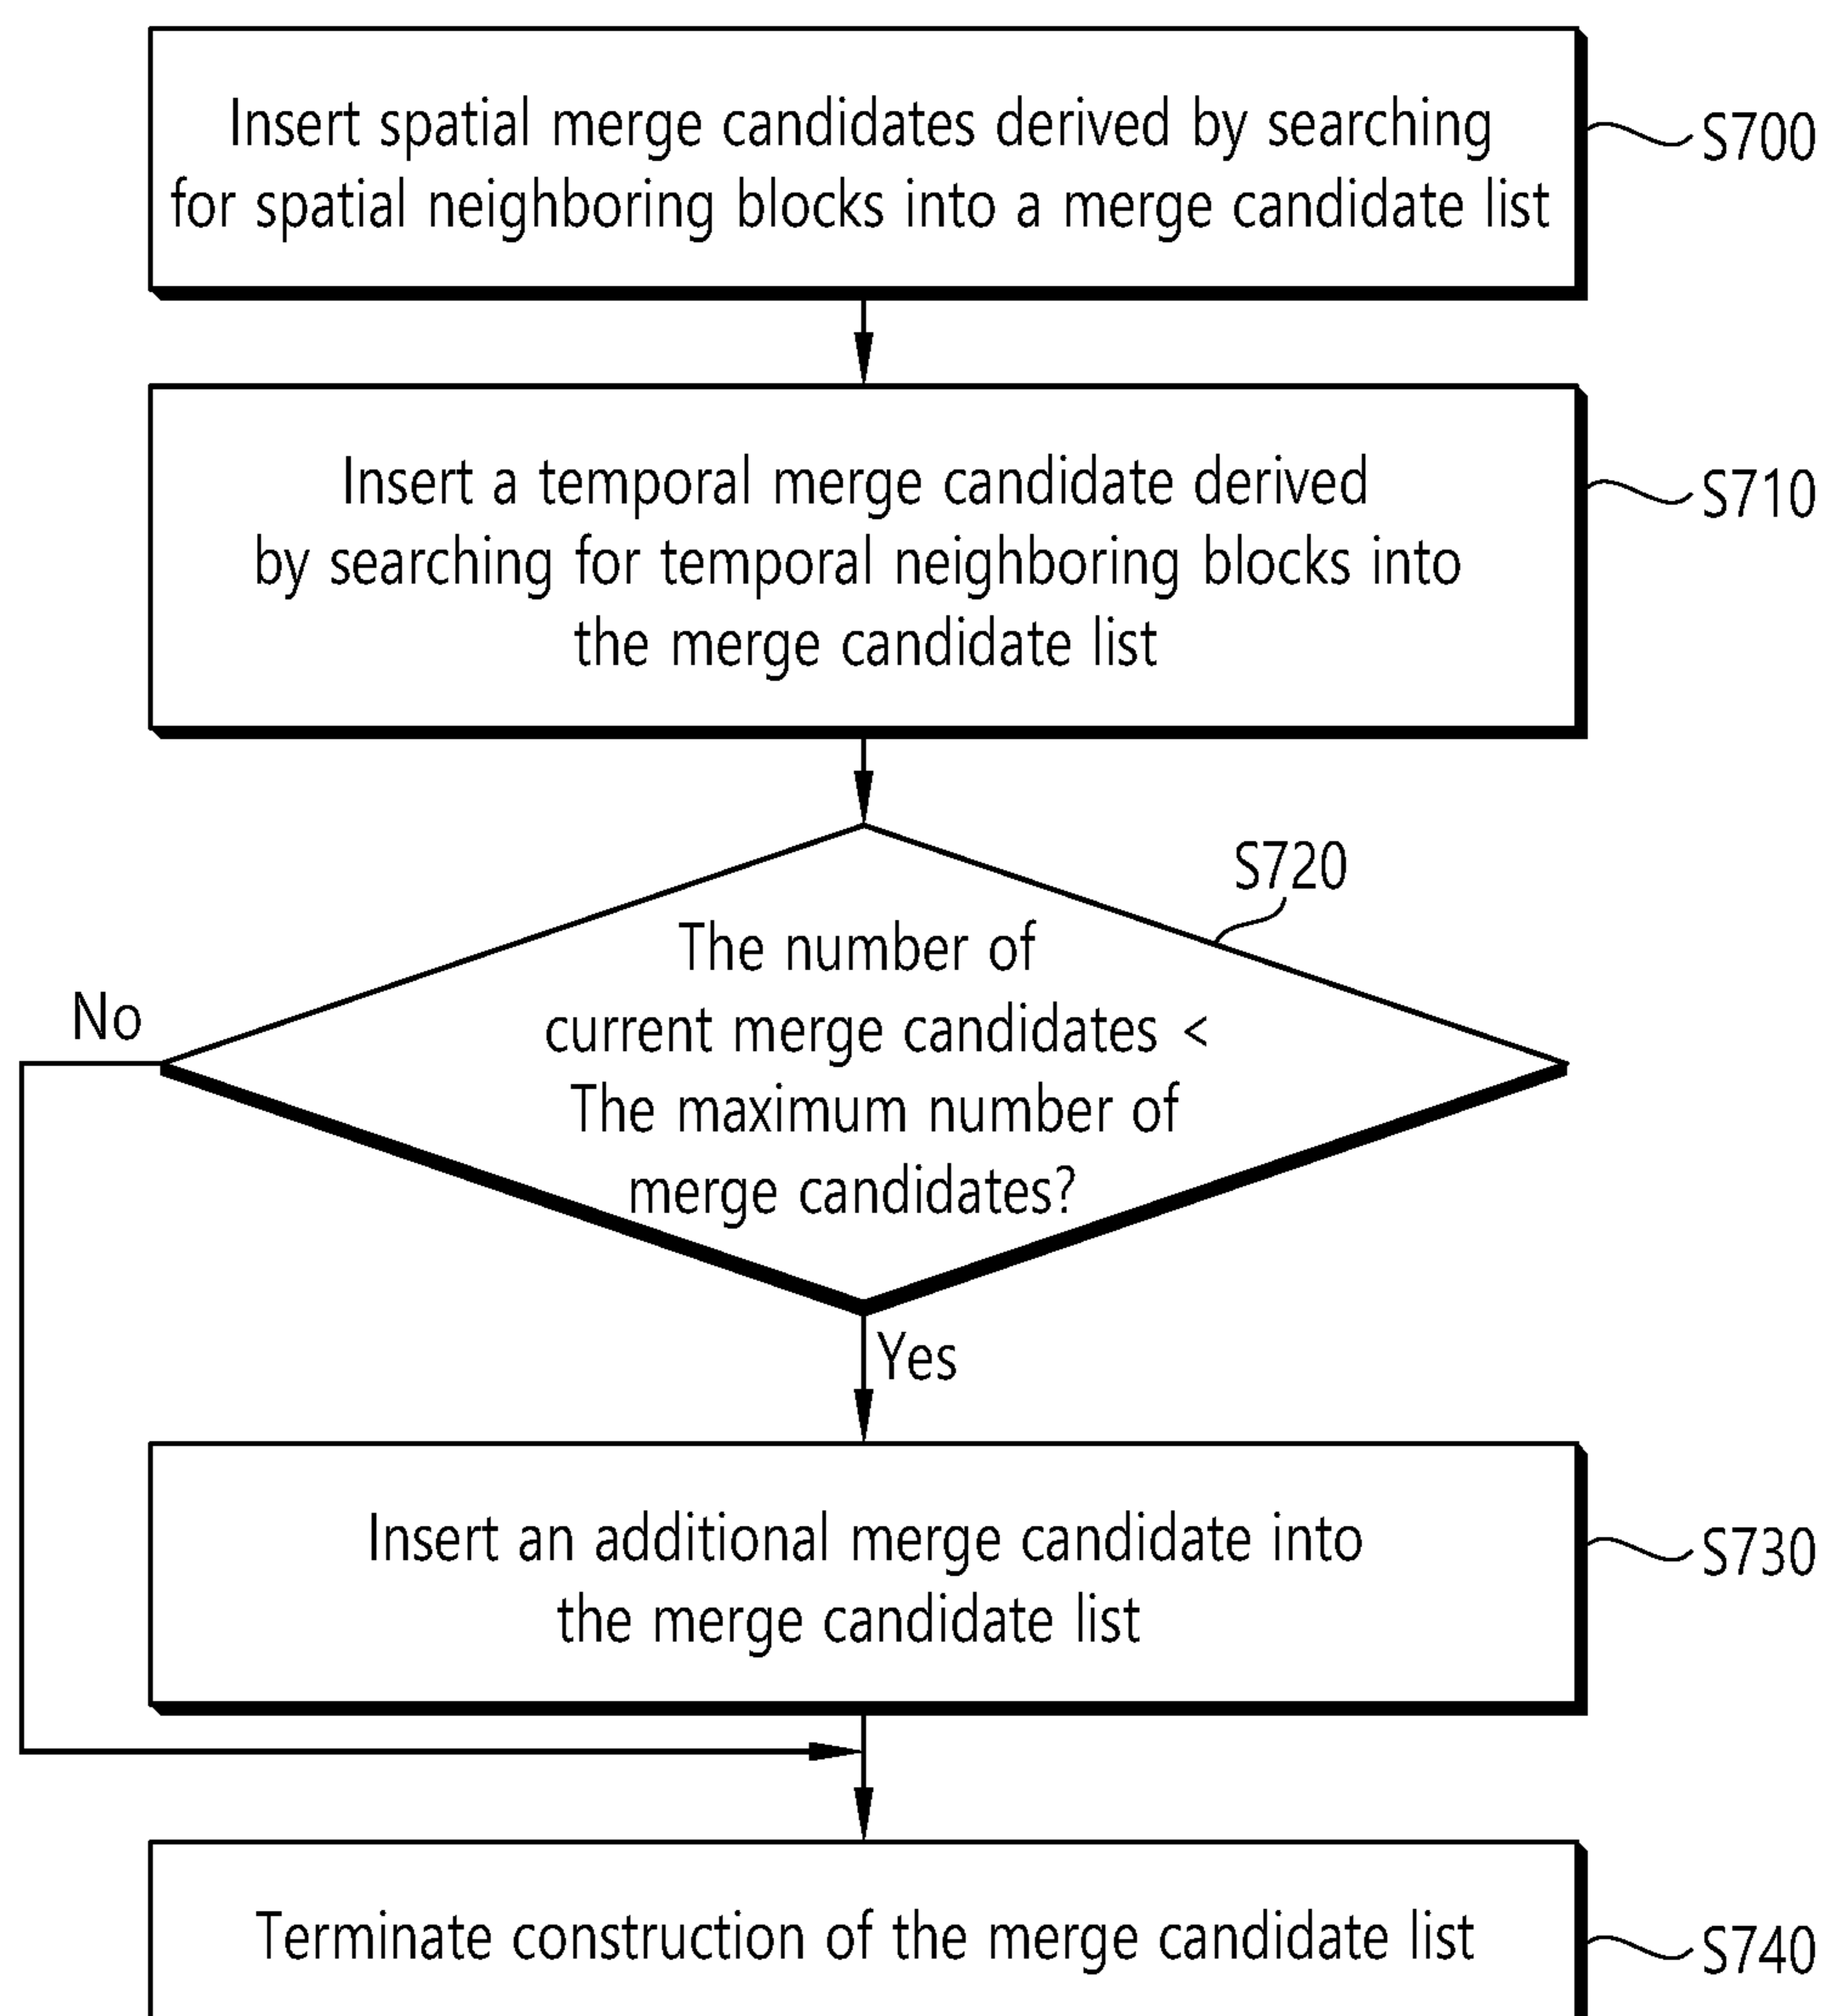 Insert spatial merge candidates derived by searching
for spatial neighboring blocks into a merge candidate list
S700
Insert a temporal merge candidate derived
by searching for temporal neighboring blocks into
the merge candidate list
S710
S720
The number of
current merge candidates <
The maximum number of
merge candidates?
No
Yes
Insert an additional merge candidate into
the merge candidate list
S730
Terminate construction of the merge candidate list
S740